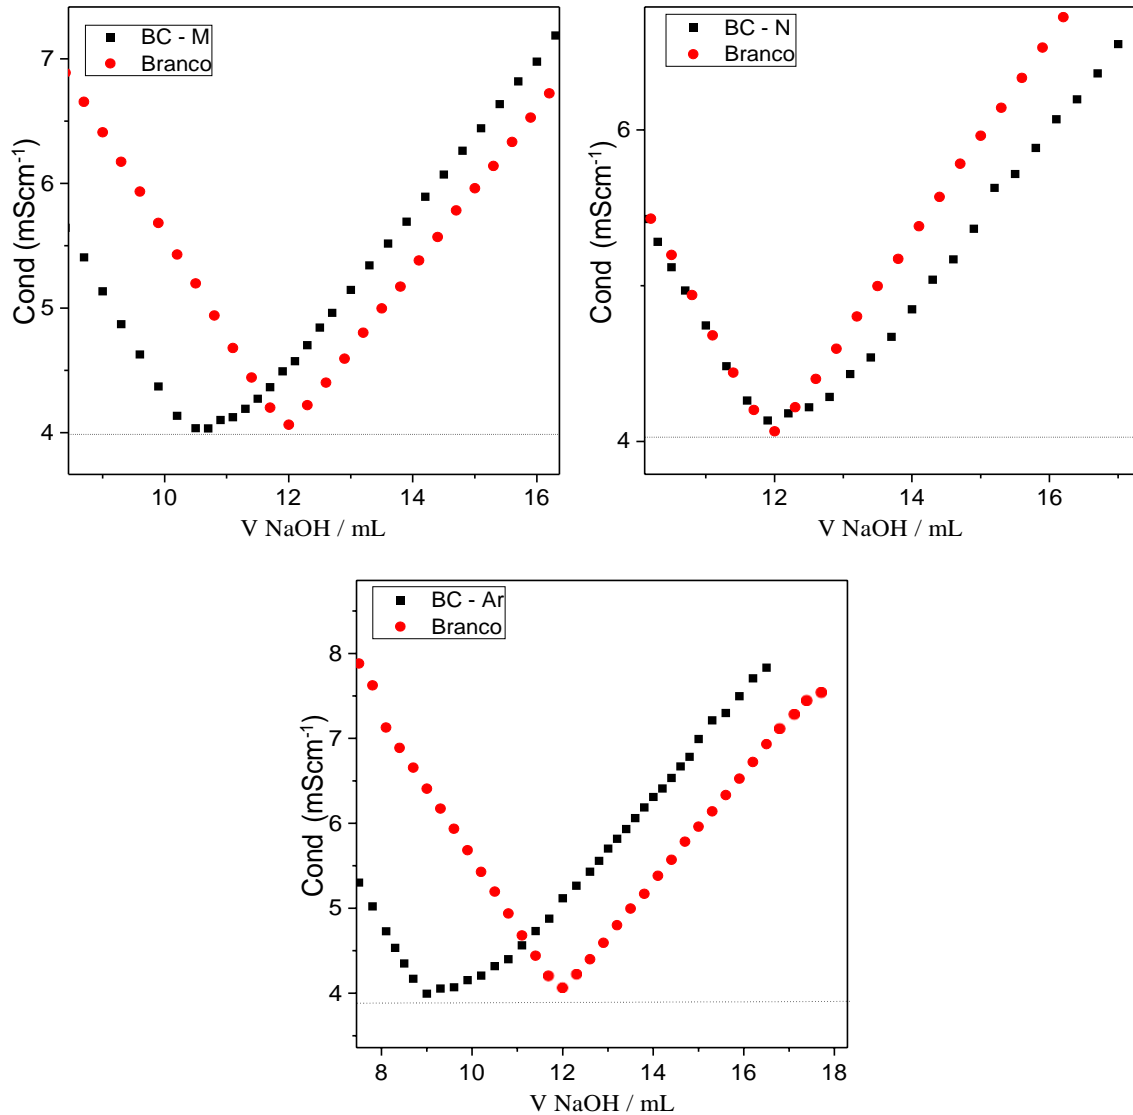 BC - M
Branco
7
6
5
4
Cond (mScm-1)
10
12
14
16
V NaOH / mL
BC - N
Branco
6
4
Cond (mScm-1)
12
14
16
V NaOH / mL
BC - Ar
Branco
8
7
6
5
4
Cond (mScm-1)
8
10
12
14
16
18
V NaOH / mL